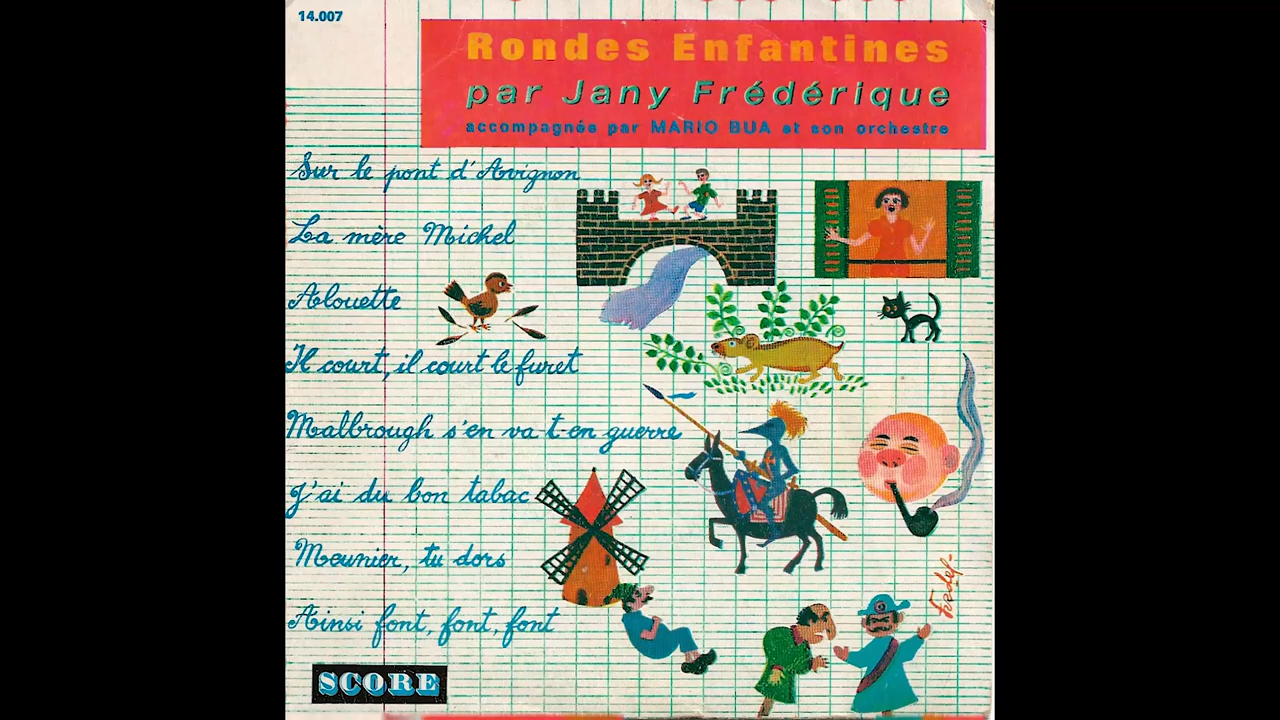 14.007
Rondes Enfantines
par Jany Frédérique
accompagnés par MARIO BUA et son orchestre
Sur le pont d'Avignon
La mère Michel
Alouette
Il court, il court le furet
Malbrough s'en va t-en guerre
J'ai du bon tabac
Meunier, tu dors
Ainsi font, font, font
Ferdel
SCORE